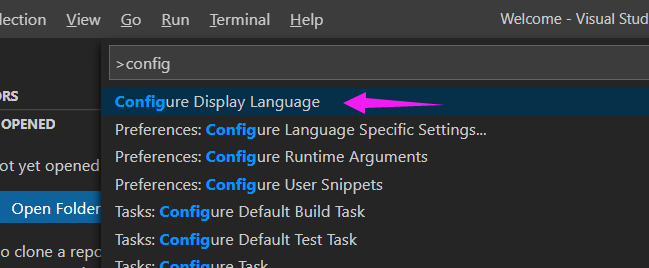 lection View Go Run Terminal Help Welcome - Visual Stud
>config
ORS
Configure Display Language
OPENED
Preferences: Configure Language Specific Settings...
ot yet opened
Preferences: Configure Runtime Arguments
Preferences: Configure User Snippets
Open Folder
Tasks: Configure Default Build Task
Tasks: Configure Default Test Task
o clone a repo
Tasks: Configure Task